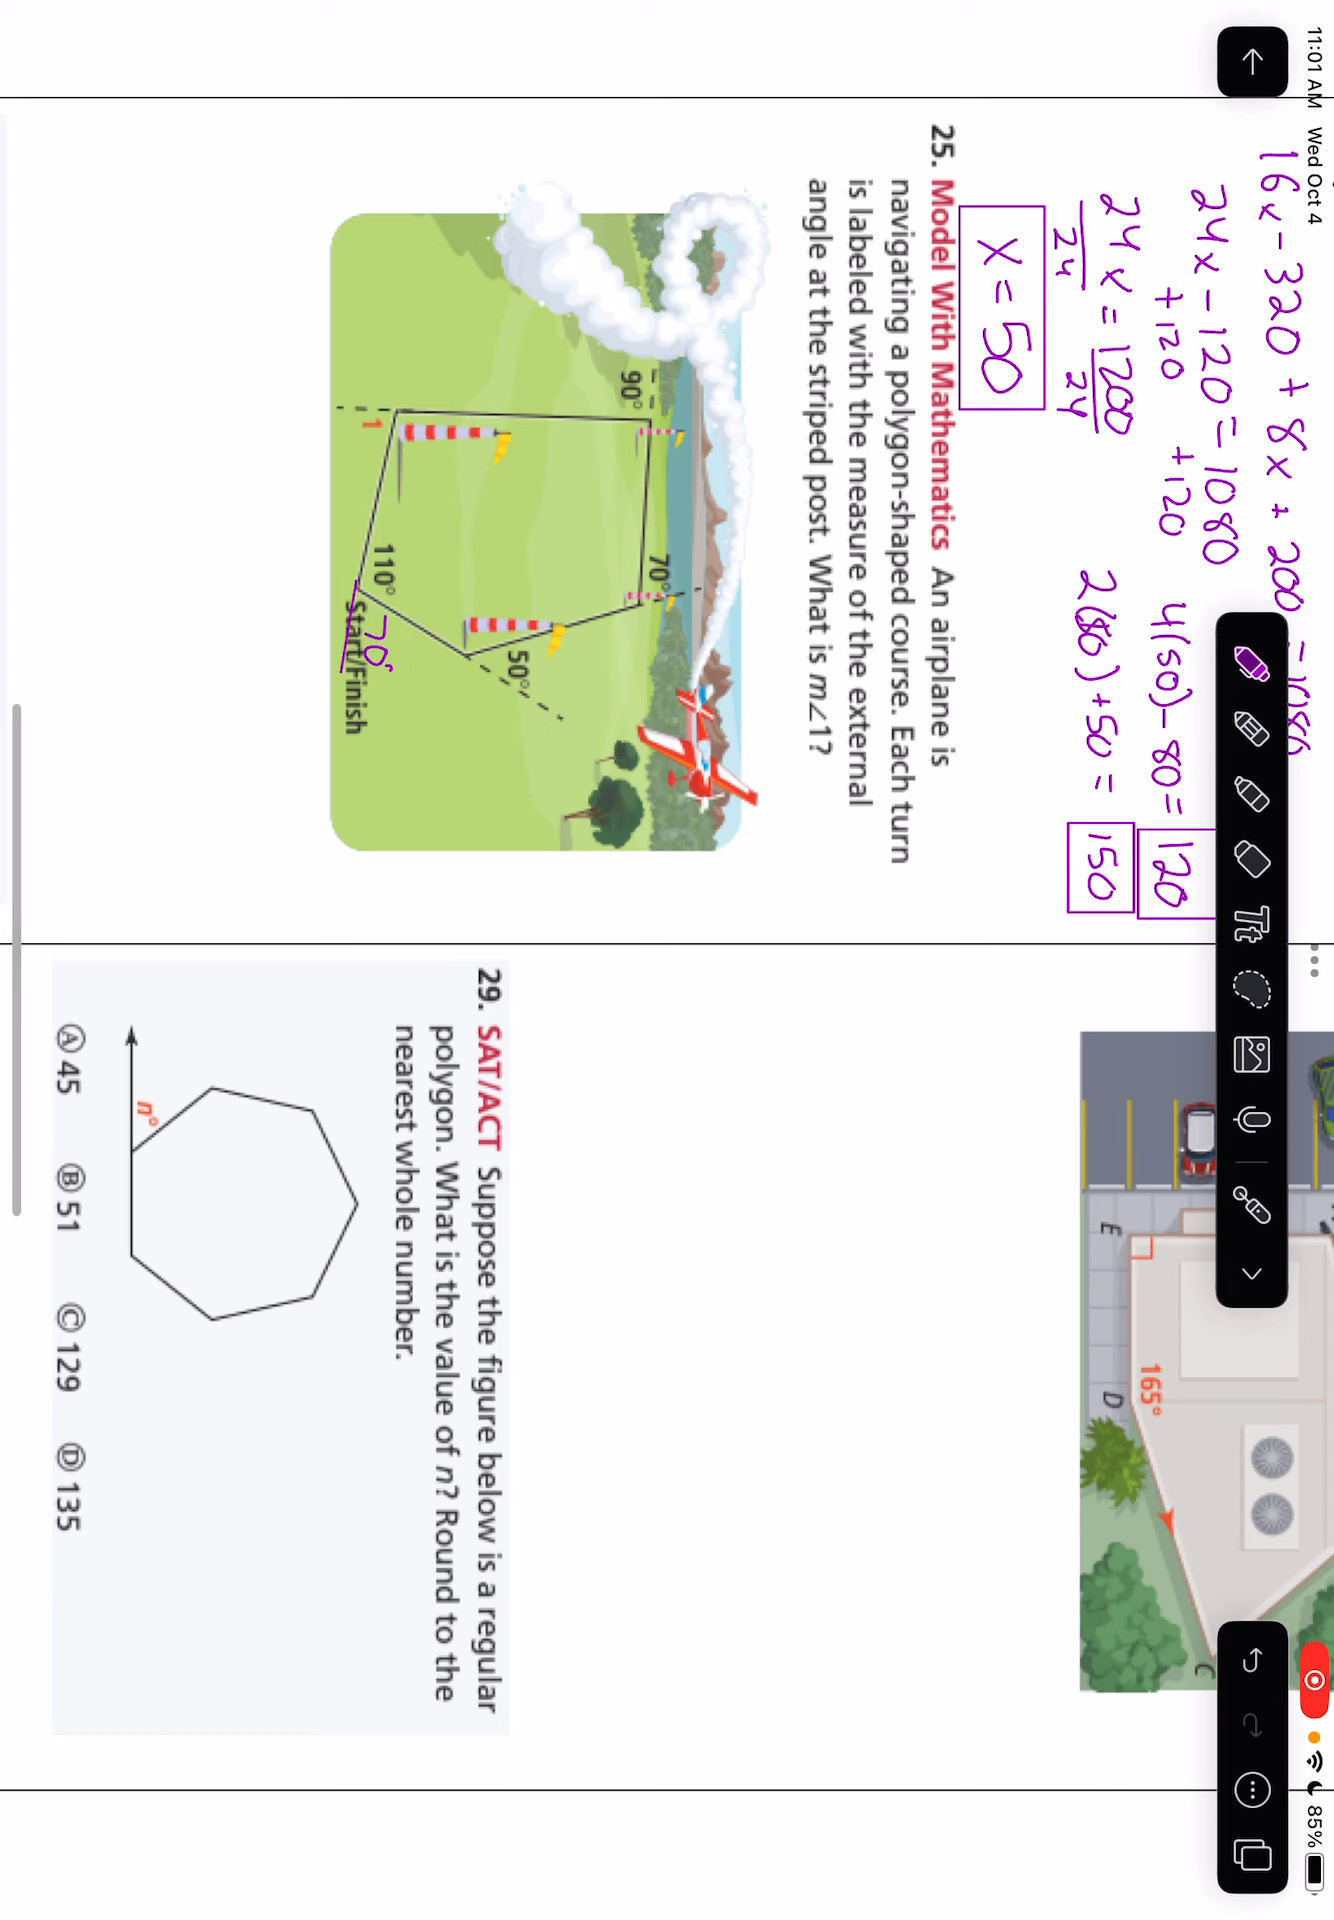 11:01 AM Wed Oct 4
85%
16x - 320 + 8x + 200 = 1080
24x - 120 = 1080
+120 +120
24x = 1200
24 24
x = 50
4(50) - 80 = 120
2(50) + 50 = 150
25. Model With Mathematics An airplane is
navigating a polygon-shaped course. Each turn
is labeled with the measure of the external
angle at the striped post. What is m∠1?
90°
70°
50°
110°
1
70°
Start/Finish
Tt
E
165°
D
C
29. SAT/ACT Suppose the figure below is a regular
polygon. What is the value of n? Round to the
nearest whole number.
n°
Ⓐ 45 Ⓑ 51 Ⓒ 129 Ⓓ 135